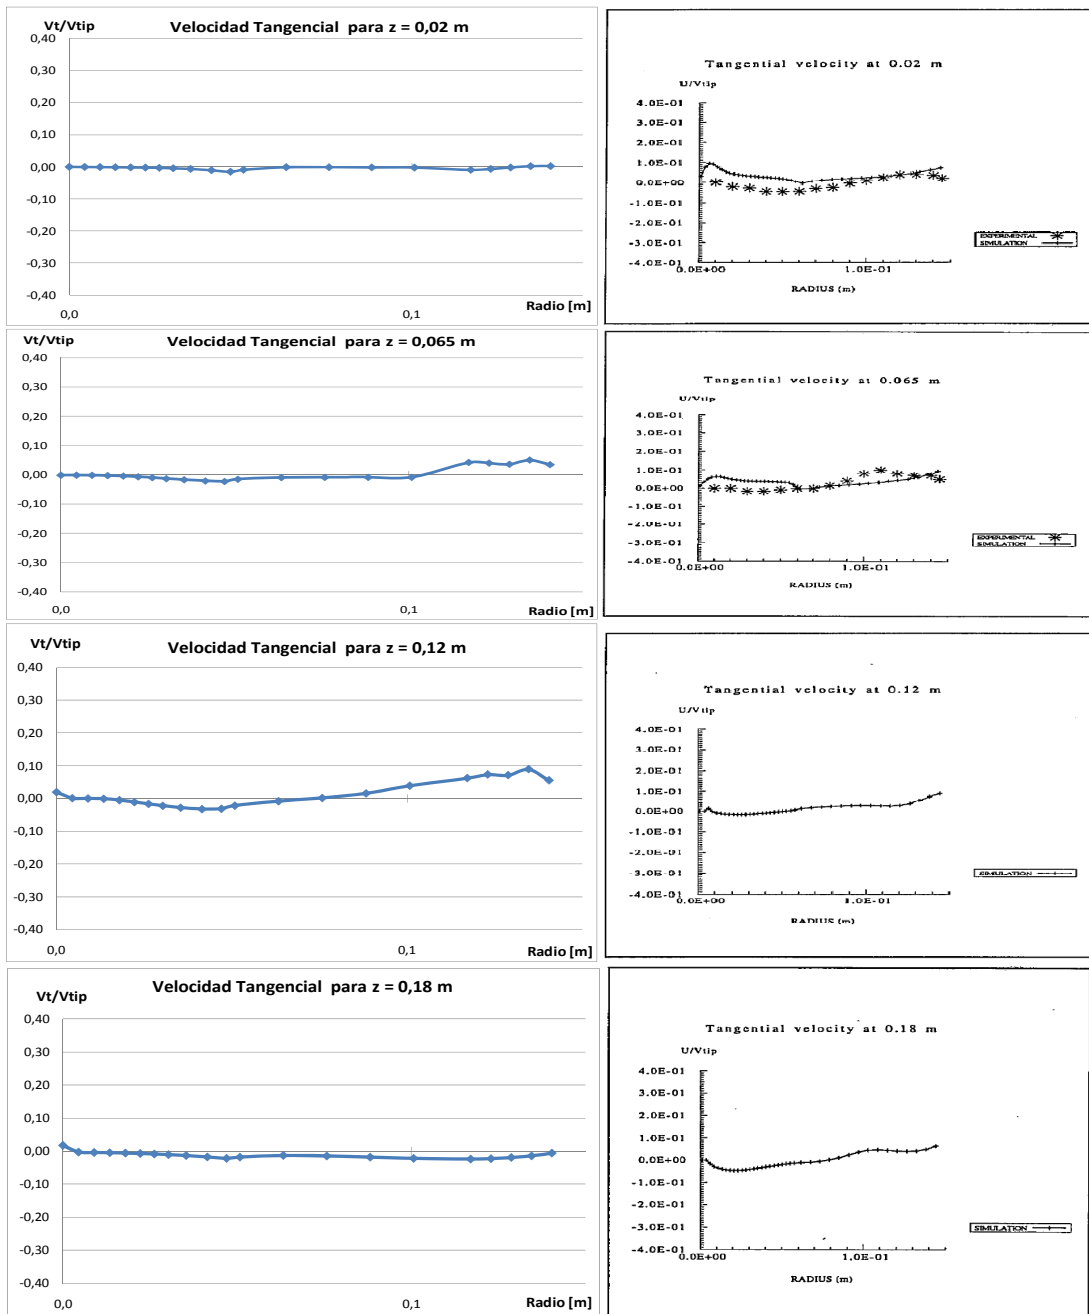 Vt/Vtip
Velocidad Tangencial para z = 0,02 m
0,40
0,30
0,20
0,10
0,00
-0,10
-0,20
-0,30
-0,40
0,0
0,1
Radio [m]
Tangential velocity at 0.02 m
U/Vtip
4.0E-01
3.0E-01
2.0E-01
1.0E-01
0.0E+00
-1.0E-01
-2.0E-01
-3.0E-01
-4.0E-01
0.0E+00
1.0E-01
RADIUS (m)
EXPERIMENTAL
SIMULATION
Vt/Vtip
Velocidad Tangencial para z = 0,065 m
0,40
0,30
0,20
0,10
0,00
-0,10
-0,20
-0,30
-0,40
0,0
0,1
Radio [m]
Tangential velocity at 0.065 m
U/Vtip
4.0E-01
3.0E-01
2.0E-01
1.0E-01
0.0E+00
-1.0E-01
-2.0E-01
-3.0E-01
-4.0E-01
0.0E+00
1.0E-01
RADIUS (m)
EXPERIMENTAL
SIMULATION
Vt/Vtip
Velocidad Tangencial para z = 0,12 m
0,40
0,30
0,20
0,10
0,00
-0,10
-0,20
-0,30
-0,40
0,0
0,1
Radio [m]
Tangential velocity at 0.12 m
U/Vtip
4.0E-01
3.0E-01
2.0E-01
1.0E-01
0.0E+00
-1.0E-01
-2.0E-01
-3.0E-01
-4.0E-01
0.0E+00
1.0E-01
RADIUS (m)
SIMULATION
Vt/Vtip
Velocidad Tangencial para z = 0,18 m
0,40
0,30
0,20
0,10
0,00
-0,10
-0,20
-0,30
-0,40
0,0
0,1
Radio [m]
Tangential velocity at 0.18 m
U/Vtip
4.0E-01
3.0E-01
2.0E-01
1.0E-01
0.0E+00
-1.0E-01
-2.0E-01
-3.0E-01
-4.0E-01
0.0E+00
1.0E-01
RADIUS (m)
SIMULATION